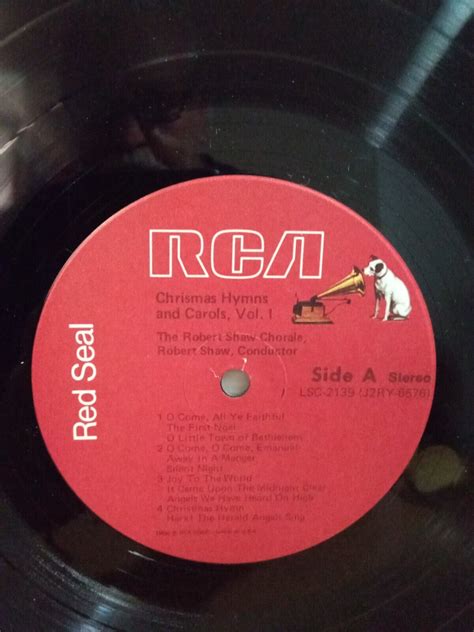 RCA
Chrismas Hymns
and Carols, Vol. 1
The Robert Shaw Chorale,
Robert Shaw, Conductor
Red Seal
Side A Stereo
LSC-2139 (J2RY-6576)
1 O Come, All Ye Faithful
The First Noel
O Little Town of Bethlehem
2 O Come, O Come, Emanuel
Away In A Manger
Silent Night
3 Joy To The World
It Came Upon The Midnight Clear
Angels We Have Heard On High
4 Christmas Hymn
Hark! The Herald Angels Sing